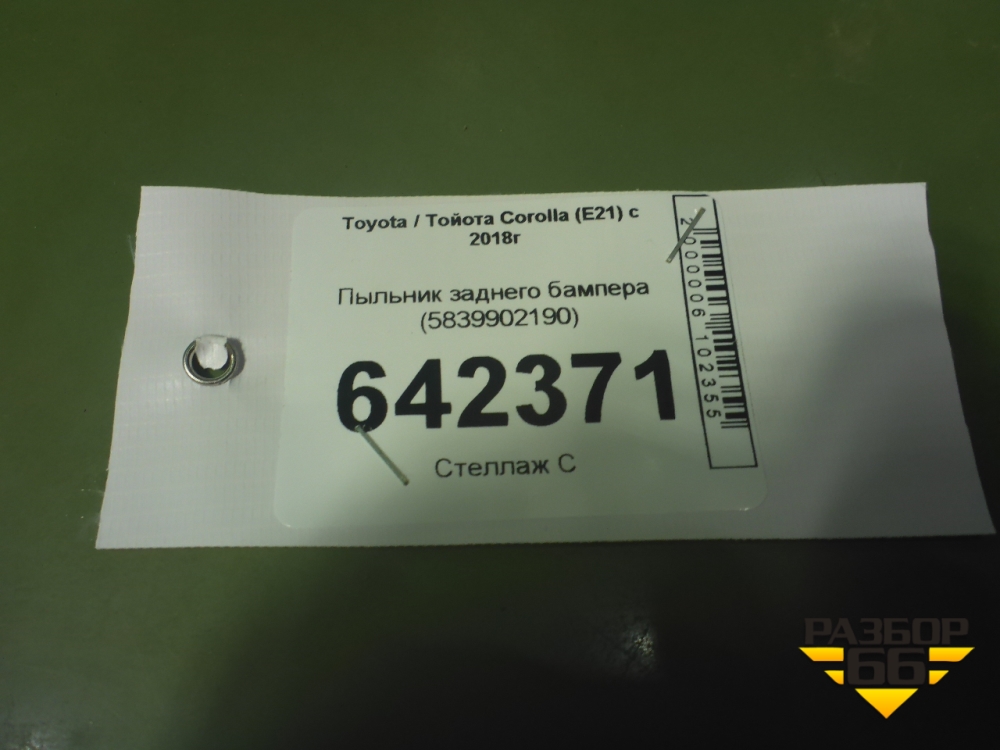 Toyota / Тойота Corolla (E21) с
2018г
Пыльник заднего бампера
(5839902190)
642371
Стеллаж С
2000006102355
РАЗБОР
66